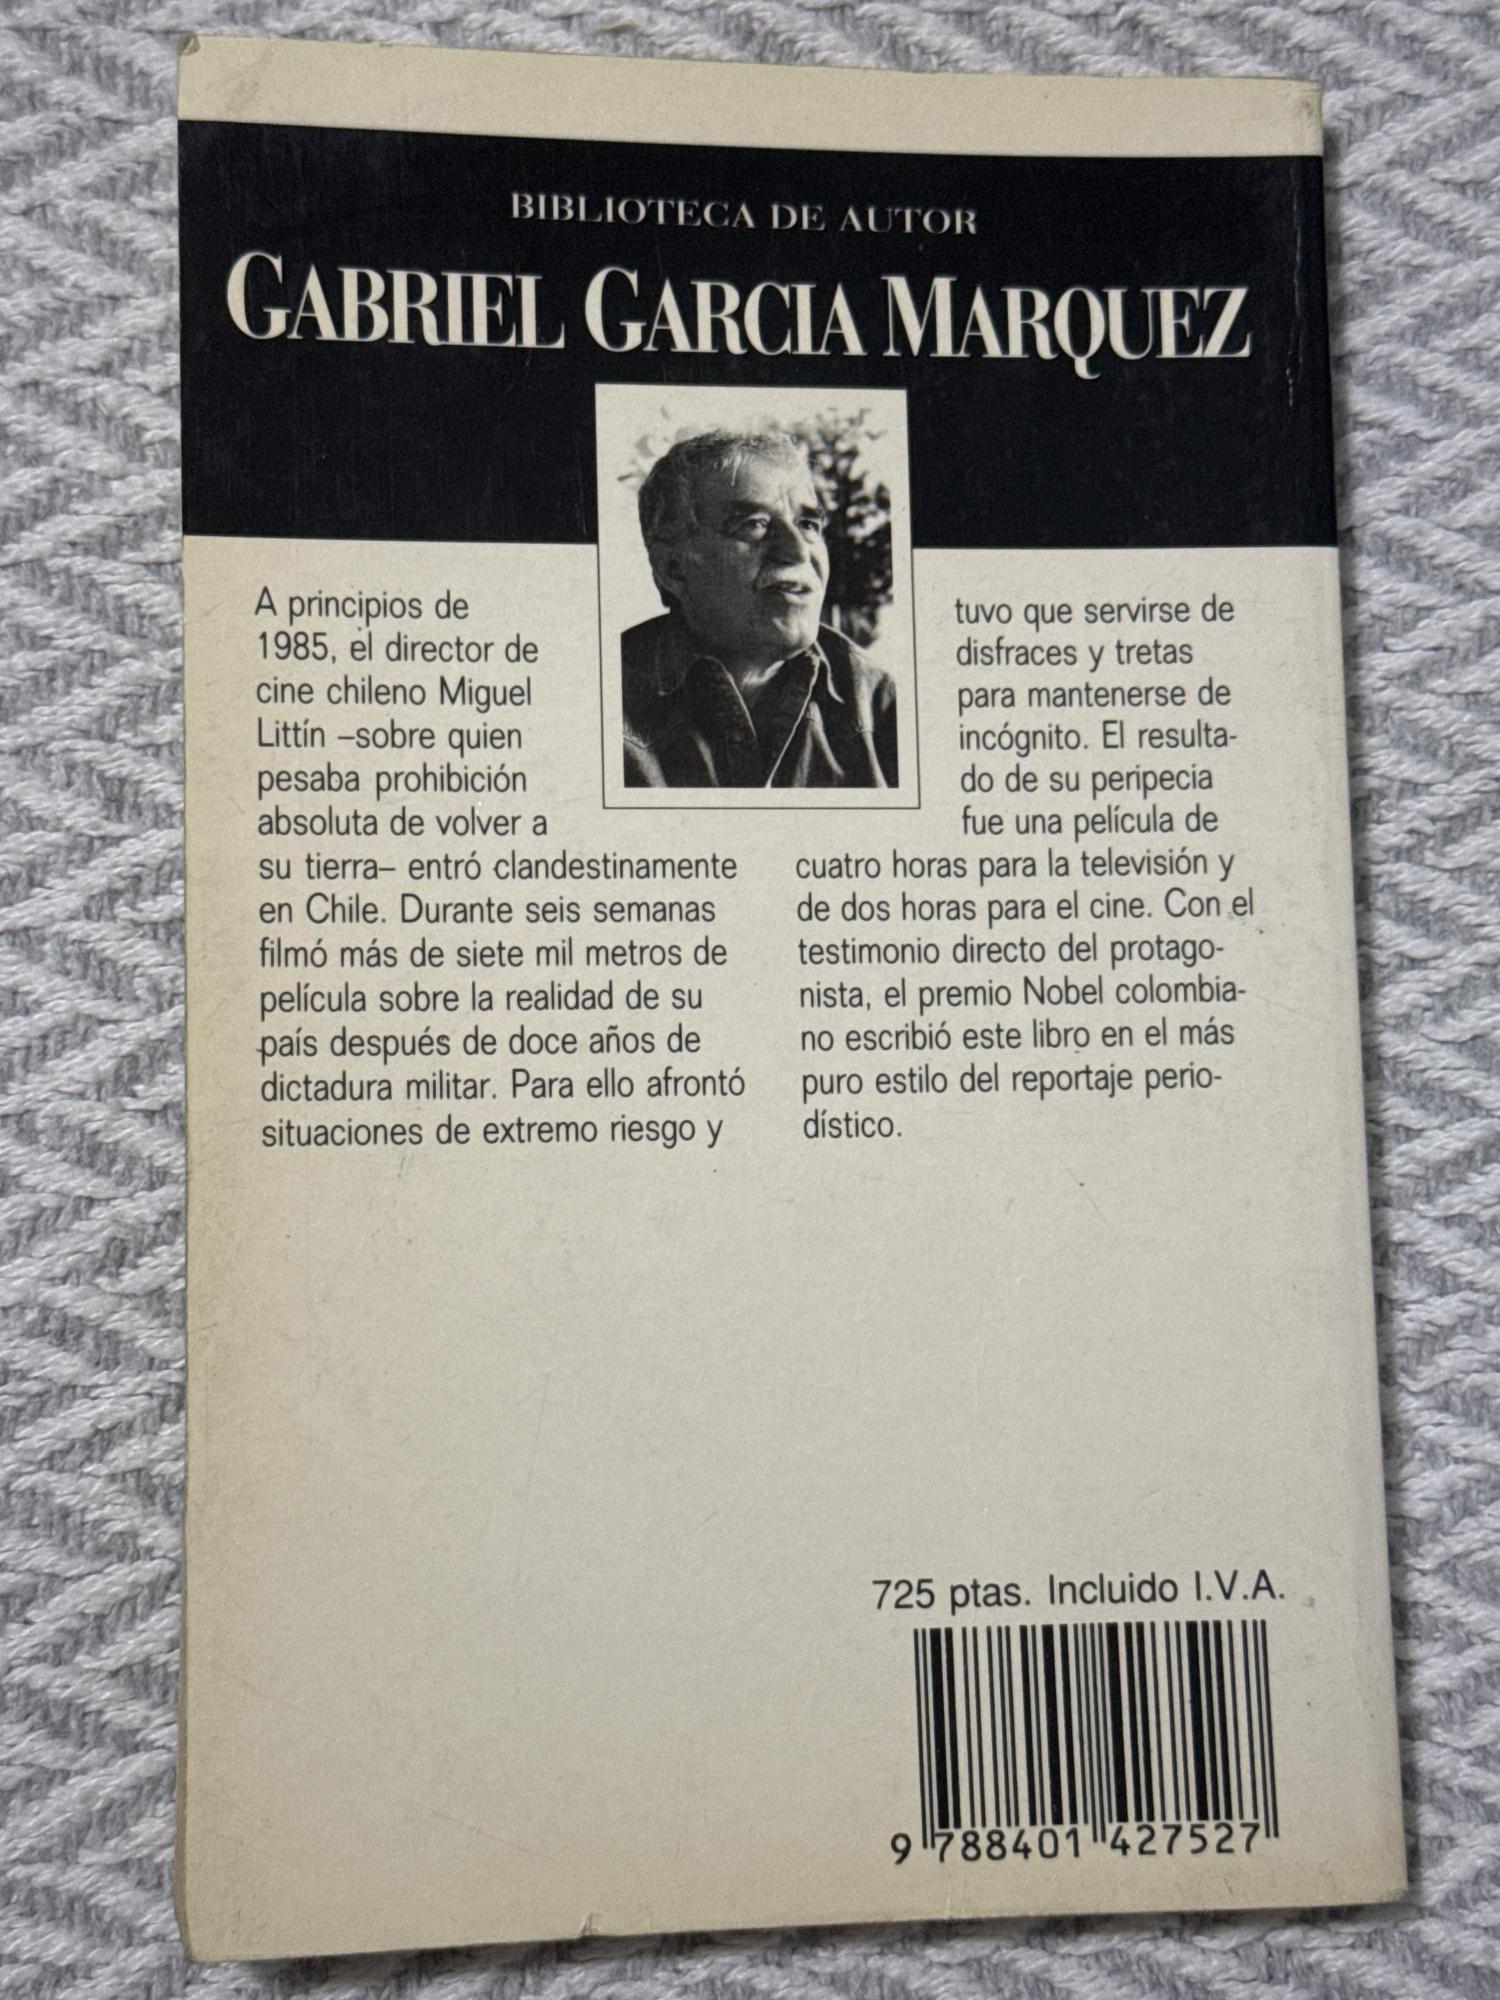 BIBLIOTECA DE AUTOR
GABRIEL GARCIA MARQUEZ
A principios de
1985, el director de
cine chileno Miguel
Littín –sobre quien
pesaba prohibición
absoluta de volver a
su tierra– entró clandestinamente
en Chile. Durante seis semanas
filmó más de siete mil metros de
película sobre la realidad de su
país después de doce años de
dictadura militar. Para ello afrontó
situaciones de extremo riesgo y
tuvo que servirse de
disfraces y tretas
para mantenerse de
incógnito. El resulta-
do de su peripecia
fue una película de
cuatro horas para la televisión y
de dos horas para el cine. Con el
testimonio directo del protago-
nista, el premio Nobel colombia-
no escribió este libro en el más
puro estilo del reportaje perio-
dístico.
725 ptas. Incluido I.V.A.
9 788401 427527